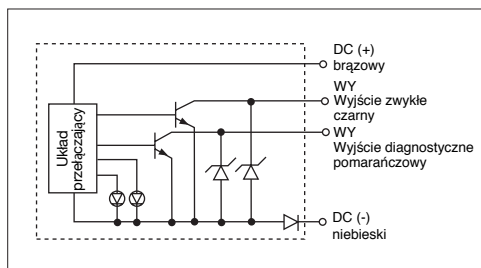 DC (+)
brązowy
WY
Wyjście zwykłe
czarny
WY
Wyjście diagnostyczne
pomarańczowy
Układ
przełączający
DC (-)
niebieski